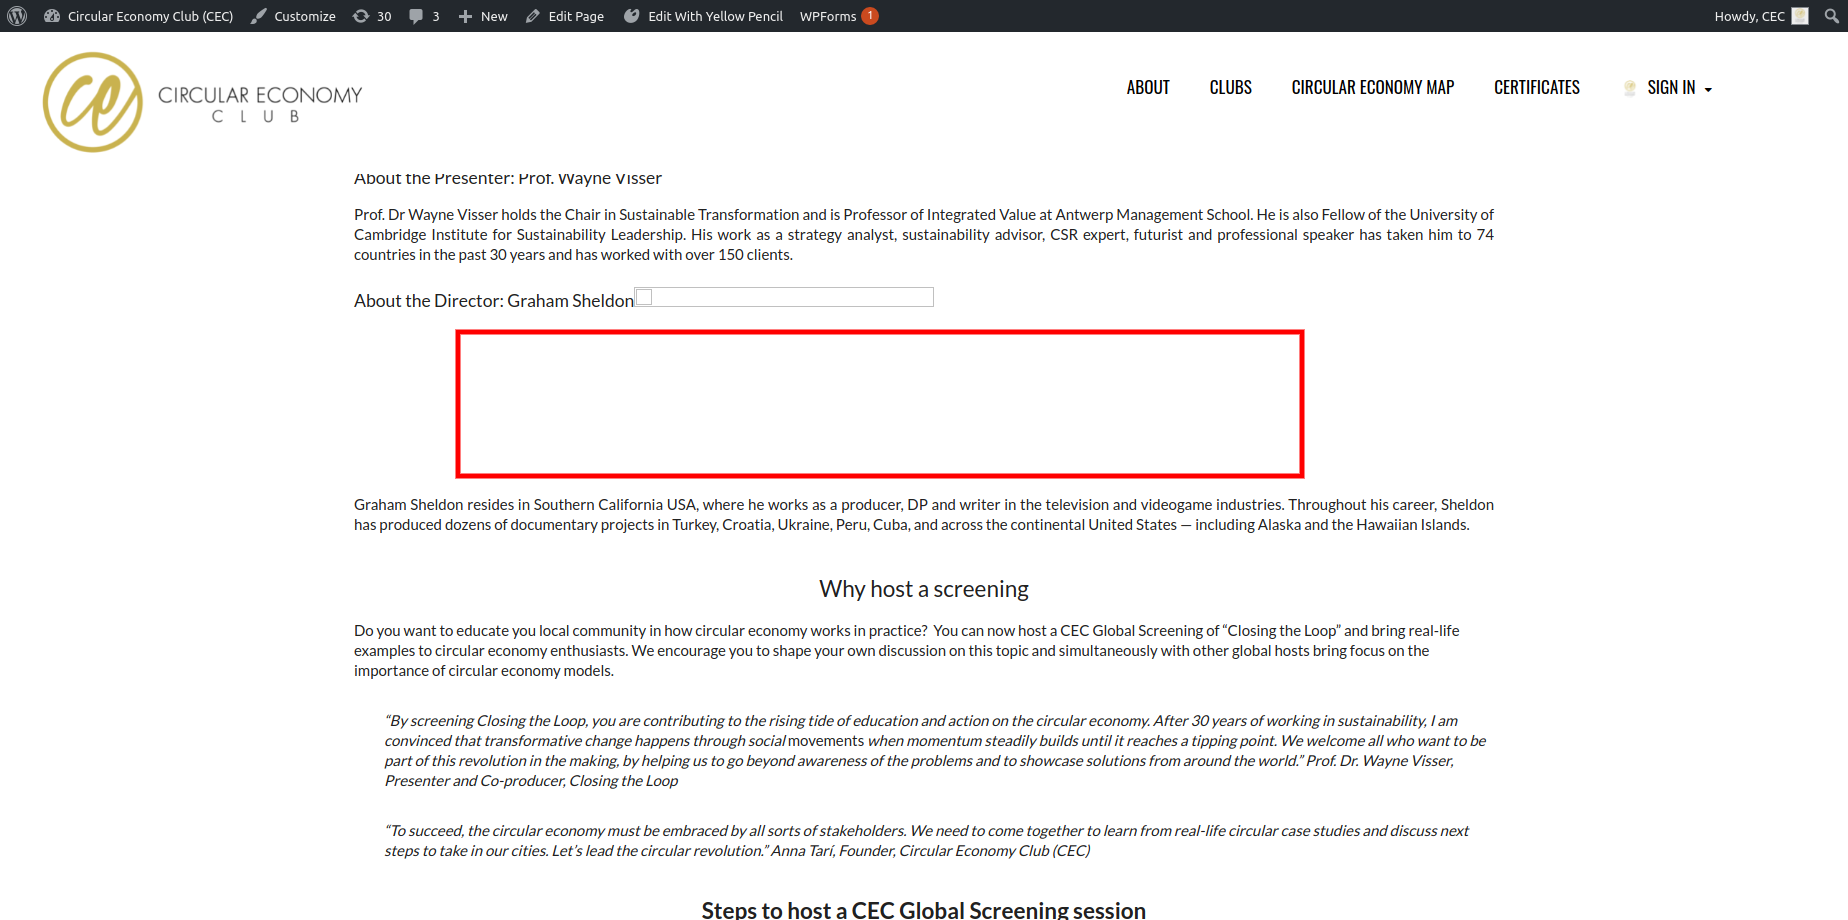 Circular Economy Club (CEC) Customize 30 3 New Edit Page Edit With Yellow Pencil WPForms 1 Howdy, CEC
CIRCULAR ECONOMY
CLUB
ABOUT CLUBS CIRCULAR ECONOMY MAP CERTIFICATES SIGN IN
About the Presenter: Prof. Wayne Visser
Prof. Dr Wayne Visser holds the Chair in Sustainable Transformation and is Professor of Integrated Value at Antwerp Management School. He is also Fellow of the University of
Cambridge Institute for Sustainability Leadership. His work as a strategy analyst, sustainability advisor, CSR expert, futurist and professional speaker has taken him to 74
countries in the past 30 years and has worked with over 150 clients.
About the Director: Graham Sheldon
Graham Sheldon resides in Southern California USA, where he works as a producer, DP and writer in the television and videogame industries. Throughout his career, Sheldon
has produced dozens of documentary projects in Turkey, Croatia, Ukraine, Peru, Cuba, and across the continental United States — including Alaska and the Hawaiian Islands.
Why host a screening
Do you want to educate you local community in how circular economy works in practice? You can now host a CEC Global Screening of “Closing the Loop” and bring real-life
examples to circular economy enthusiasts. We encourage you to shape your own discussion on this topic and simultaneously with other global hosts bring focus on the
importance of circular economy models.
“By screening Closing the Loop, you are contributing to the rising tide of education and action on the circular economy. After 30 years of working in sustainability, I am
convinced that transformative change happens through social movements when momentum steadily builds until it reaches a tipping point. We welcome all who want to be
part of this revolution in the making, by helping us to go beyond awareness of the problems and to showcase solutions from around the world.” Prof. Dr. Wayne Visser,
Presenter and Co-producer, Closing the Loop
“To succeed, the circular economy must be embraced by all sorts of stakeholders. We need to come together to learn from real-life circular case studies and discuss next
steps to take in our cities. Let’s lead the circular revolution.” Anna Tarí, Founder, Circular Economy Club (CEC)
Steps to host a CEC Global Screening session